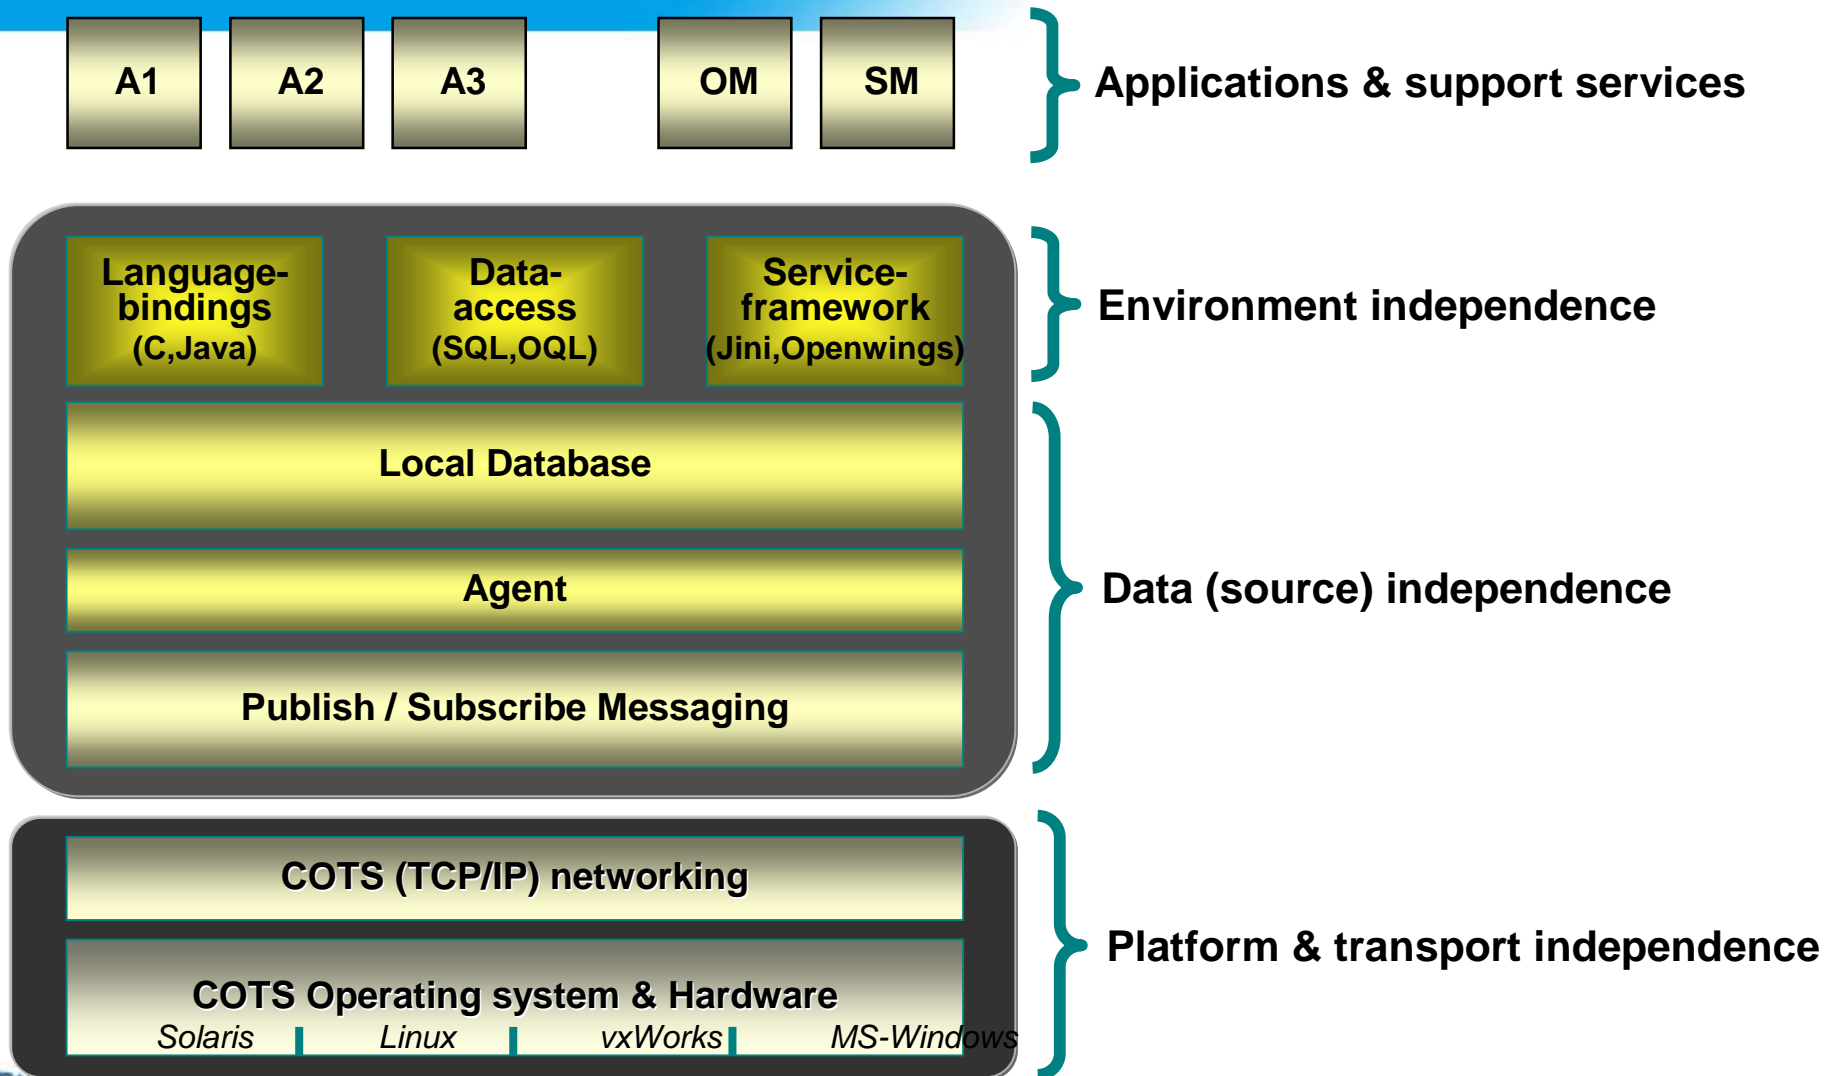 A1 A2 A3 OM SM
Applications & support services
Language-
bindings
(C,Java)
Data-
access
(SQL,OQL)
Service-
framework
(Jini,Openwings)
Environment independence
Local Database
Agent
Publish / Subscribe Messaging
Data (source) independence
COTS (TCP/IP) networking
COTS Operating system & Hardware
Solaris Linux vxWorks MS-Windows
Platform & transport independence